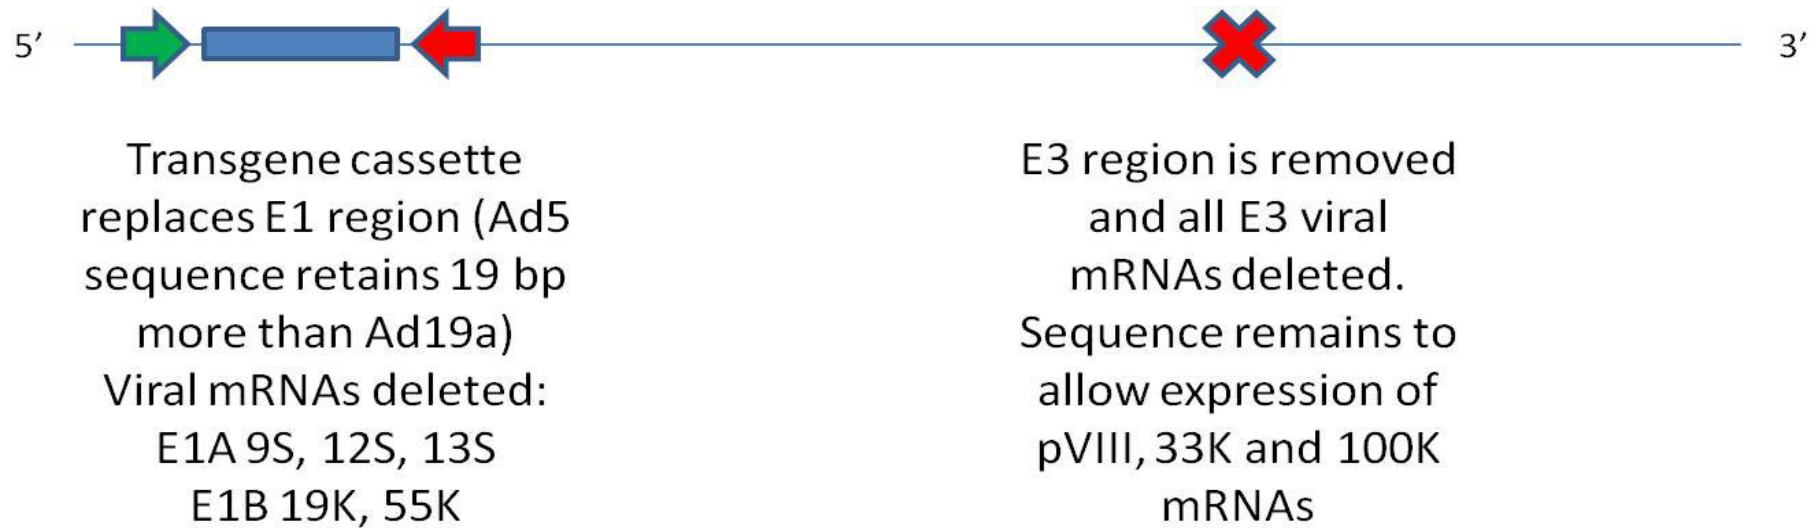 5′
3′
Transgene cassette
replaces E1 region (Ad5
sequence retains 19 bp
more than Ad19a)
Viral mRNAs deleted:
E1A 9S, 12S, 13S
E1B 19K, 55K
E3 region is removed
and all E3 viral
mRNAs deleted.
Sequence remains to
allow expression of
pVIII, 33K and 100K
mRNAs